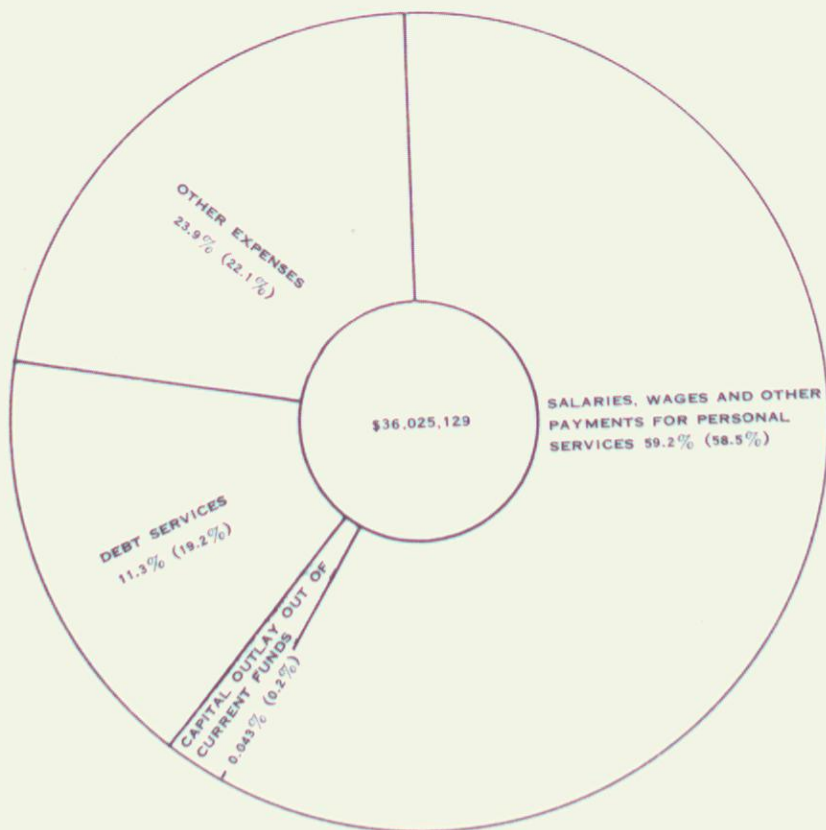 OTHER EXPENSES
23.9% (22.1%)
$36,025,129
SALARIES, WAGES AND OTHER
PAYMENTS FOR PERSONAL
SERVICES 59.2% (58.5%)
DEBT SERVICES
11.3% (19.2%)
CAPITAL OUTLAY OUT OF
CURRENT FUNDS
0.043% (0.2%)